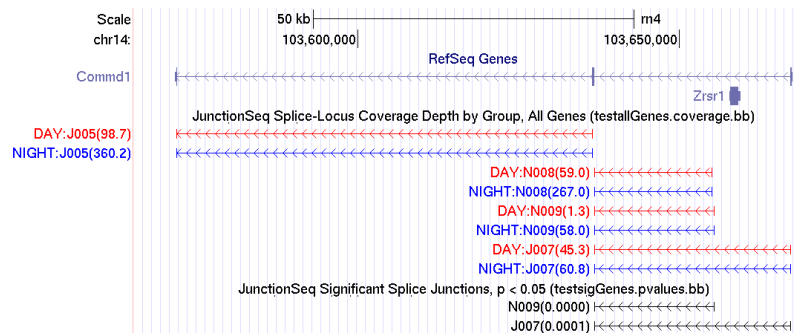 Scale 50 kb rn4
chr14: 103,600,000 103,650,000
RefSeq Genes
Commd1
Zrsr1
JunctionSeq Splice-Locus Coverage Depth by Group, All Genes (testallGenes.coverage.bb)
DAY:J005(98.7)
NIGHT:J005(360.2)
DAY:N008(59.0)
NIGHT:N008(267.0)
DAY:N009(1.3)
NIGHT:N009(58.0)
DAY:J007(45.3)
NIGHT:J007(60.8)
JunctionSeq Significant Splice Junctions, p < 0.05 (testsigGenes.pvalues.bb)
N009(0.0000)
J007(0.0001)